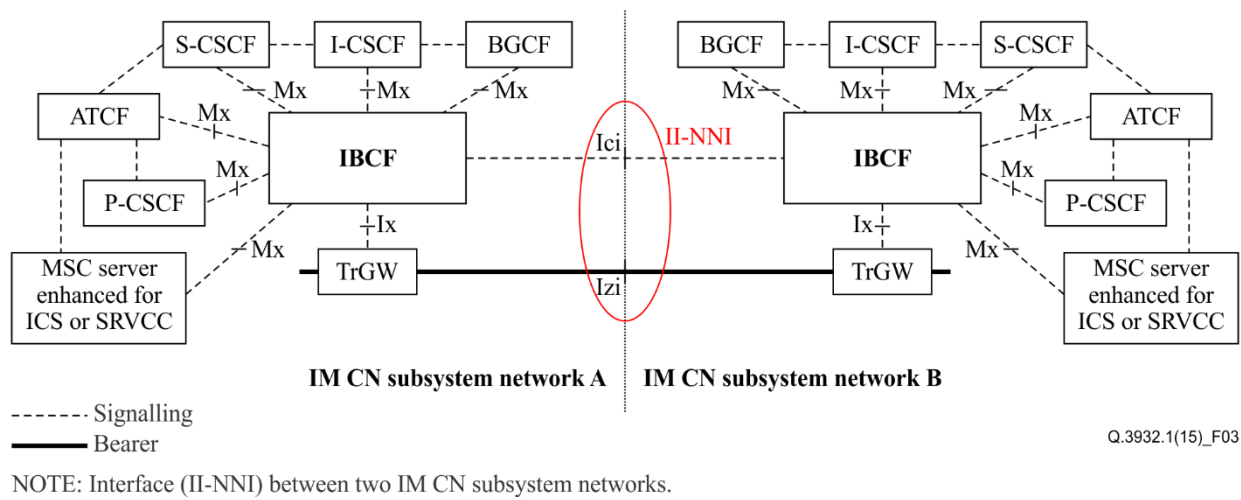 S-CSCF
I-CSCF
BGCF
BGCF
I-CSCF
S-CSCF
Mx
Mx
Mx
Mx
Mx
Mx
ATCF
Mx
Mx
ATCF
IBCF
Ici
II-NNI
IBCF
P-CSCF
Mx
Mx
P-CSCF
Ix
Ix
Mx
Mx
MSC server
enhanced for
ICS or SRVCC
TrGW
Izi
TrGW
MSC server
enhanced for
ICS or SRVCC
IM CN subsystem network A
IM CN subsystem network B
Signalling
Bearer
Q.3932.1(15)_F03
NOTE: Interface (II-NNI) between two IM CN subsystem networks.